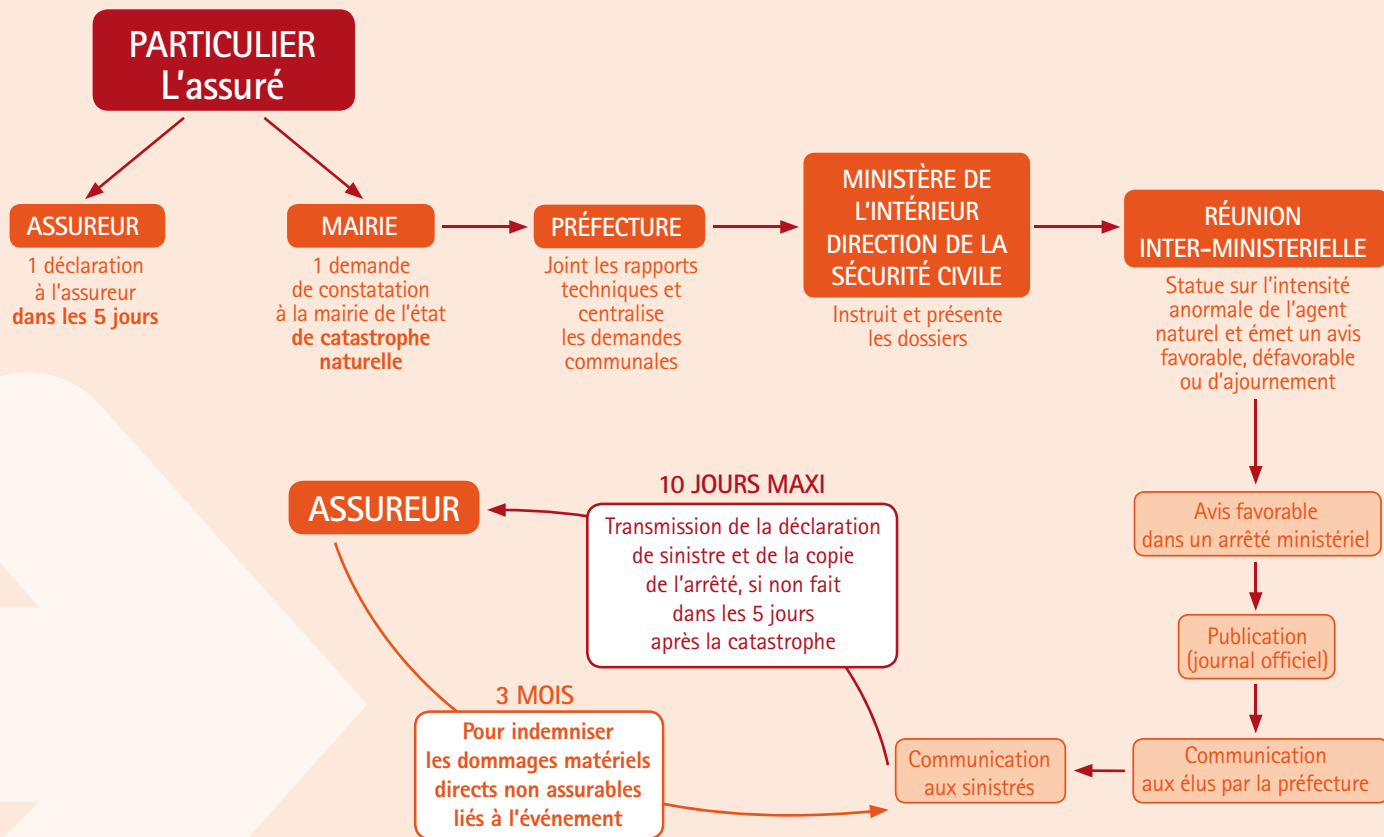 PARTICULIER
L'assuré
ASSUREUR
1 déclaration
à l'assureur
dans les 5 jours
MAIRIE
1 demande
de constatation
à la mairie de l'état
de catastrophe
naturelle
PRÉFECTURE
Joint les rapports
techniques et
centralise
les demandes
communales
MINISTÈRE DE
L'INTÉRIEUR
DIRECTION DE LA
SÉCURITÉ CIVILE
Instruit et présente
les dossiers
RÉUNION
INTER-MINISTERIELLE
Statue sur l'intensité
anormale de l'agent
naturel et émet un avis
favorable, défavorable
ou d'ajournement
Avis favorable
dans un arrêté ministériel
Publication
(journal officiel)
Communication
aux élus par la préfecture
Communication
aux sinistrés
10 JOURS MAXI
Transmission de la déclaration
de sinistre et de la copie
de l'arrêté, si non fait
dans les 5 jours
après la catastrophe
ASSUREUR
3 MOIS
Pour indemniser
les dommages matériels
directs non assurables
liés à l'événement